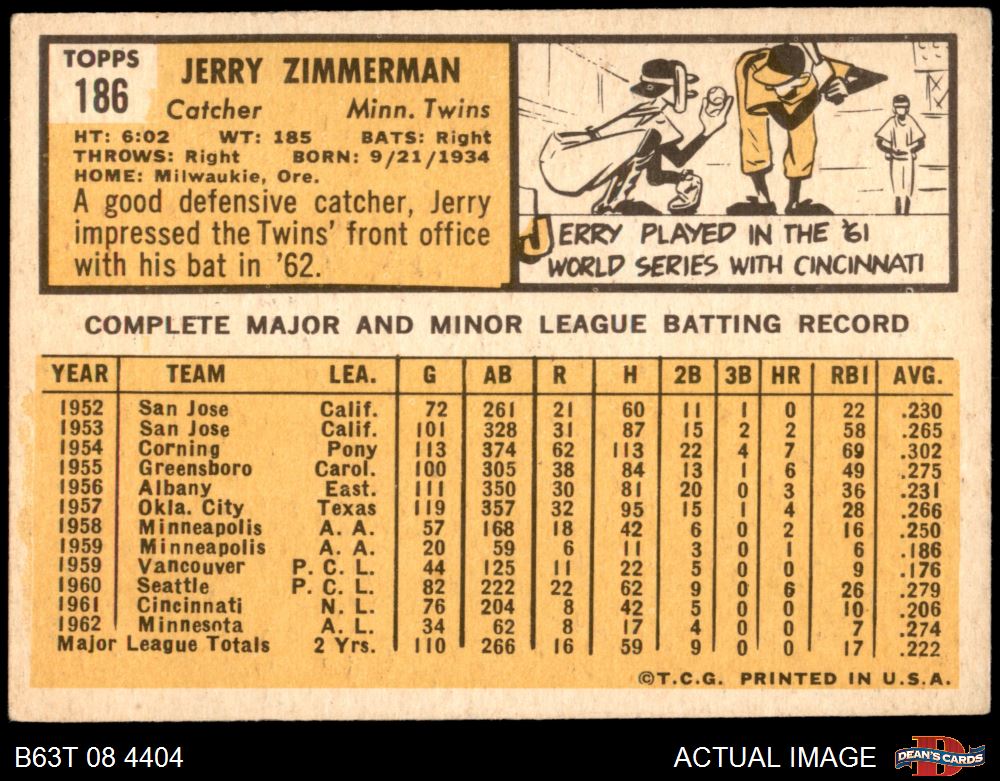 TOPPS
186
JERRY ZIMMERMAN
Catcher Minn. Twins
HT: 6:02 WT: 185 BATS: Right
THROWS: Right BORN: 9/21/1934
HOME: Milwaukie, Ore.
A good defensive catcher, Jerry
impressed the Twins' front office
with his bat in '62.
JERRY PLAYED IN THE '61
WORLD SERIES WITH CINCINNATI
COMPLETE MAJOR AND MINOR LEAGUE BATTING RECORD
YEAR TEAM LEA. G AB R H 2B 3B HR RBI AVG.
1952 San Jose Calif. 72 261 21 60 11 1 0 22 .230
1953 San Jose Calif. 101 328 31 87 15 2 2 58 .265
1954 Corning Pony 113 374 62 113 22 4 7 69 .302
1955 Greensboro Carol. 100 305 38 84 13 1 6 49 .275
1956 Albany East. 111 350 30 81 20 0 3 36 .231
1957 Okla. City Texas 119 357 32 95 15 1 4 28 .266
1958 Minneapolis A. A. 57 168 18 42 6 0 2 16 .250
1959 Minneapolis A. A. 20 59 6 11 3 0 1 6 .186
1959 Vancouver P. C. L. 44 125 11 22 5 0 0 9 .176
1960 Seattle P. C. L. 82 222 22 62 9 0 6 26 .279
1961 Cincinnati N. L. 76 204 8 42 5 0 0 10 .206
1962 Minnesota A. L. 34 62 8 17 4 0 0 7 .274
Major League Totals 2 Yrs. 110 266 16 59 9 0 0 17 .222
©T.C.G. PRINTED IN U.S.A.
B63T 08 4404 ACTUAL IMAGE
D
DEAN'S CARDS